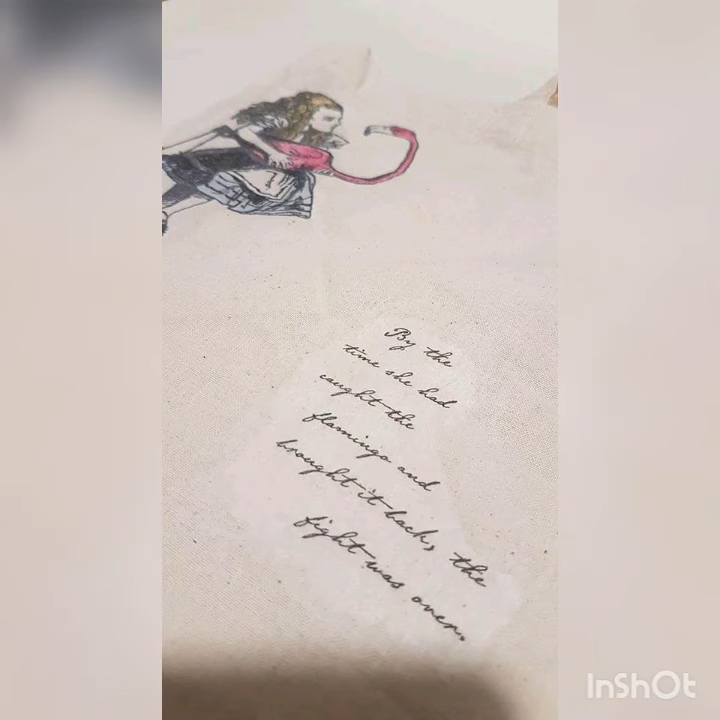 By the
time she had
caught the
flamingo and
brought it back, the
fight was over.
InShOt